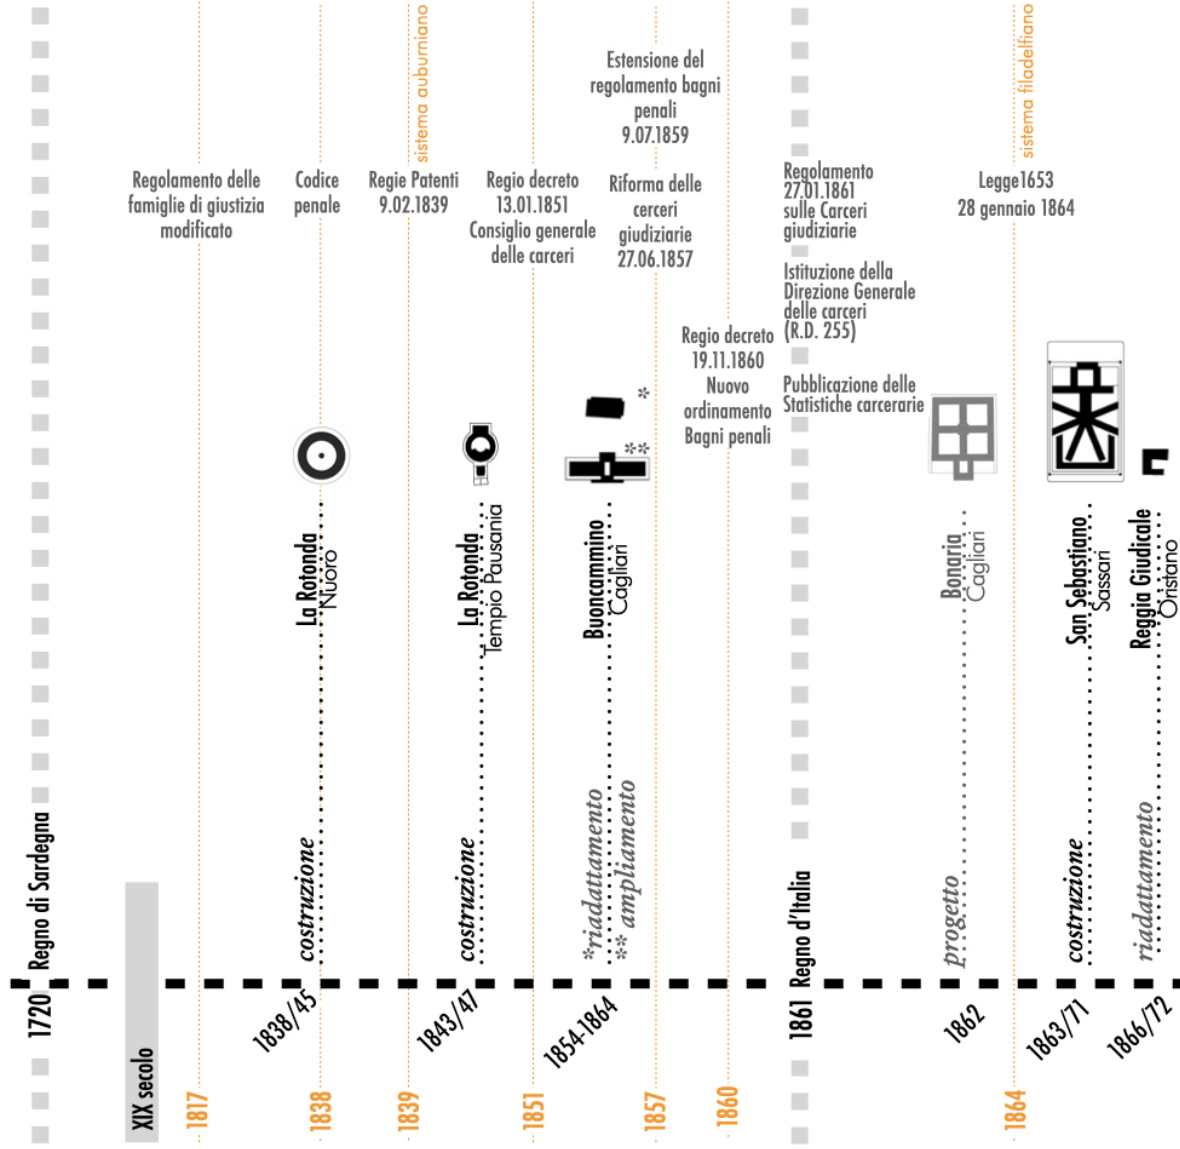 sistema auburniano
sistema filadelfiano
Estensione del
regolamento bagni
penali
9.07.1859
Regolamento delle
famiglie di giustizia
modificato
Codice
penale
Regie Patenti
9.02.1839
Regio decreto
13.01.1851
Consiglio generale
delle carceri
Riforma delle
cerceri
giudiziarie
27.06.1857
Regio decreto
19.11.1860
Nuovo
ordinamento
Bagni penali
Regolamento
27.01.1861
sulle Carceri
giudiziarie
Istituzione della
Direzione Generale
delle carceri
(R.D. 255)
Pubblicazione delle
Statistiche carcerarie
Legge1653
28 gennaio 1864
*
**
La Rotonda
Nuoro
La Rotonda
Tempio Pausania
Buoncammino
Cagliari
Bonaria
Cagliari
San Sebastiano
Sassari
Reggia Giudicale
Oristano
Regno di Sardegna
costruzione
costruzione
*riadattamento
** ampliamento
Regno d'Italia
progetto
costruzione
riadattamento
1720
1838/45
1843/47
1854-1864
1861
1862
1863/71
1866/72
XIX secolo
1817
1838
1839
1851
1857
1860
1864